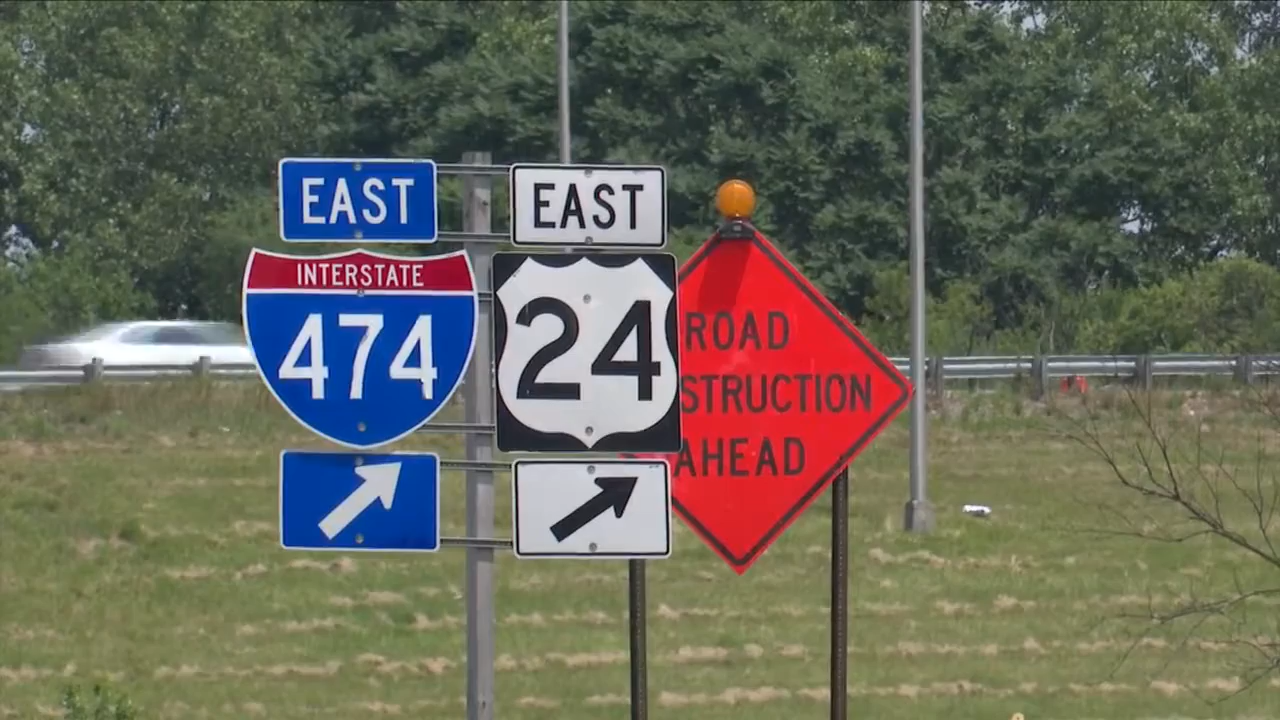 EAST
INTERSTATE
474
EAST
24
ROAD
STRUCTION
AHEAD